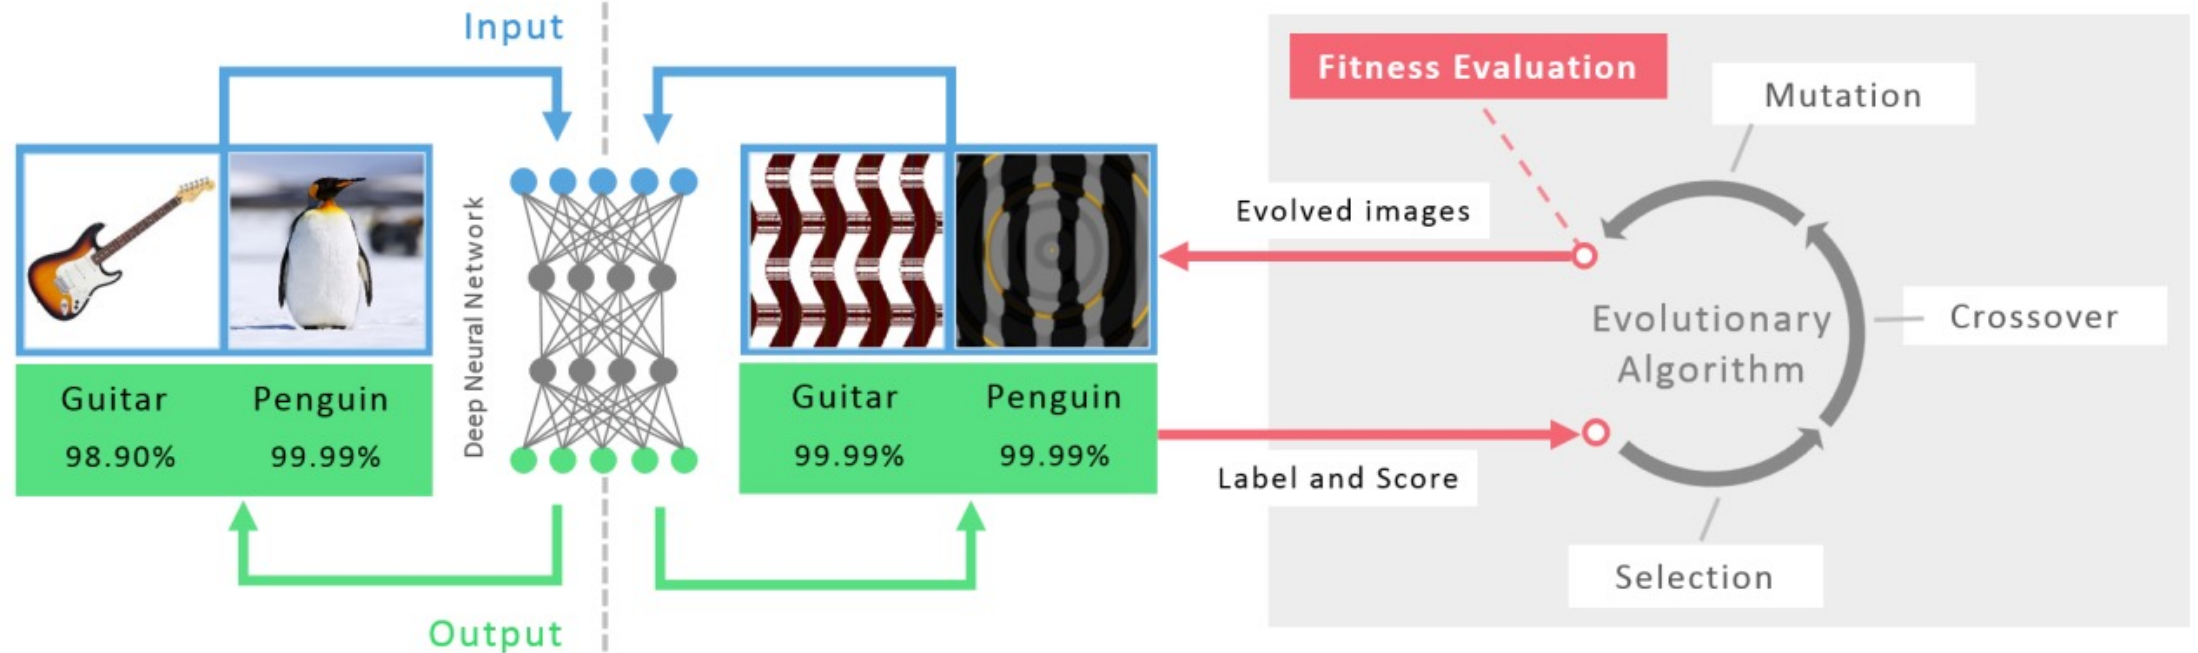 Input
Deep Neural Network
Guitar Penguin
98.90% 99.99%
Output
Guitar Penguin
99.99% 99.99%
Evolved images
Label and Score
Fitness Evaluation
Mutation
Crossover
Evolutionary
Algorithm
Selection